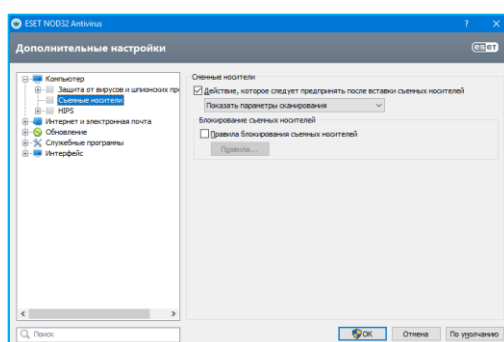 ESET NOD32 Antivirus
Дополнительные настройки
eset
Компьютер
Защита от вирусов и шпионских пр
Съемные носители
HIPS
Интернет и электронная почта
Обновление
Служебные программы
Интерфейс
Сменные носители
Действие, которое следует предпринять после вставки съемных носителей
Показать параметры сканирования
Блокирование съемных носителей
Правила блокирования съемных носителей
Правила...
Поиск
OK
Отмена
По умолчанию